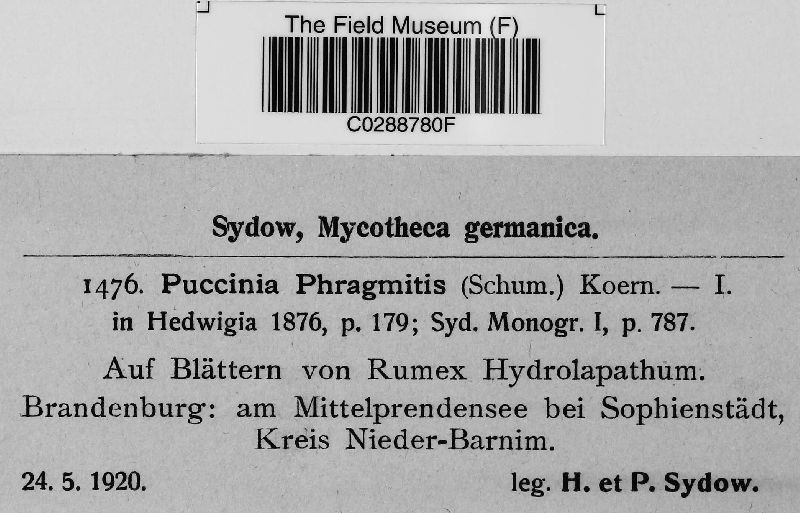 The Field Museum (F)
C0288780F
Sydow, Mycotheca germanica.
1476. Puccinia Phragmitis (Schum.) Koern. — I.
in Hedwigia 1876, p. 179; Syd. Monogr. I, p. 787.
Auf Blättern von Rumex Hydrolapathum.
Brandenburg: am Mittelprendensee bei Sophienstädt,
Kreis Nieder-Barnim.
24. 5. 1920. leg. H. et P. Sydow.